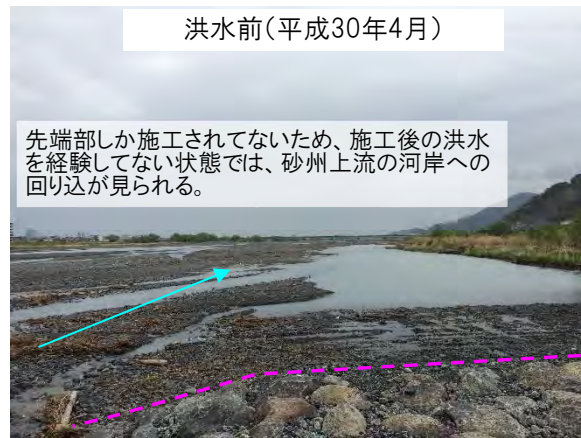 洪水前(平成30年4月)
先端部しか施工されてないため、施工後の洪水
を経験してない状態では、砂州上流の河岸への
回り込が見られる。